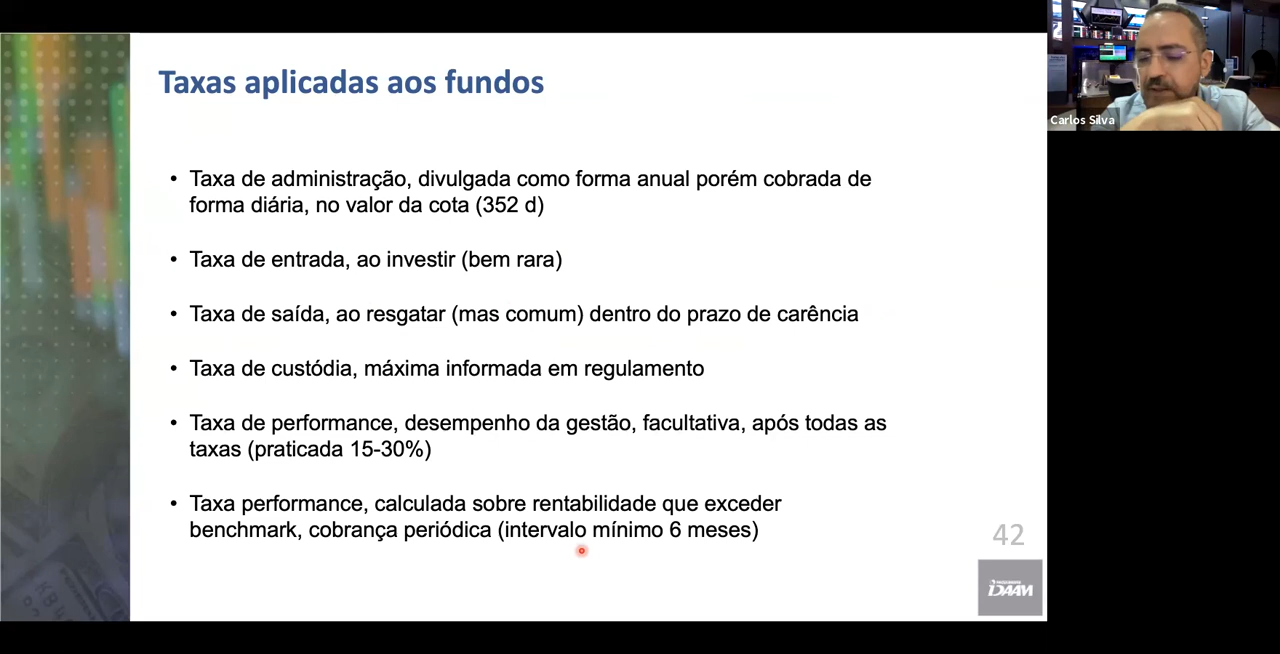 Taxas aplicadas aos fundos
• Taxa de administração, divulgada como forma anual porém cobrada de
forma diária, no valor da cota (352 d)
• Taxa de entrada, ao investir (bem rara)
• Taxa de saída, ao resgatar (mas comum) dentro do prazo de carência
• Taxa de custódia, máxima informada em regulamento
• Taxa de performance, desempenho da gestão, facultativa, após todas as
taxas (praticada 15-30%)
• Taxa performance, calculada sobre rentabilidade que exceder
benchmark, cobrança periódica (intervalo mínimo 6 meses)
42
Carlos Silva